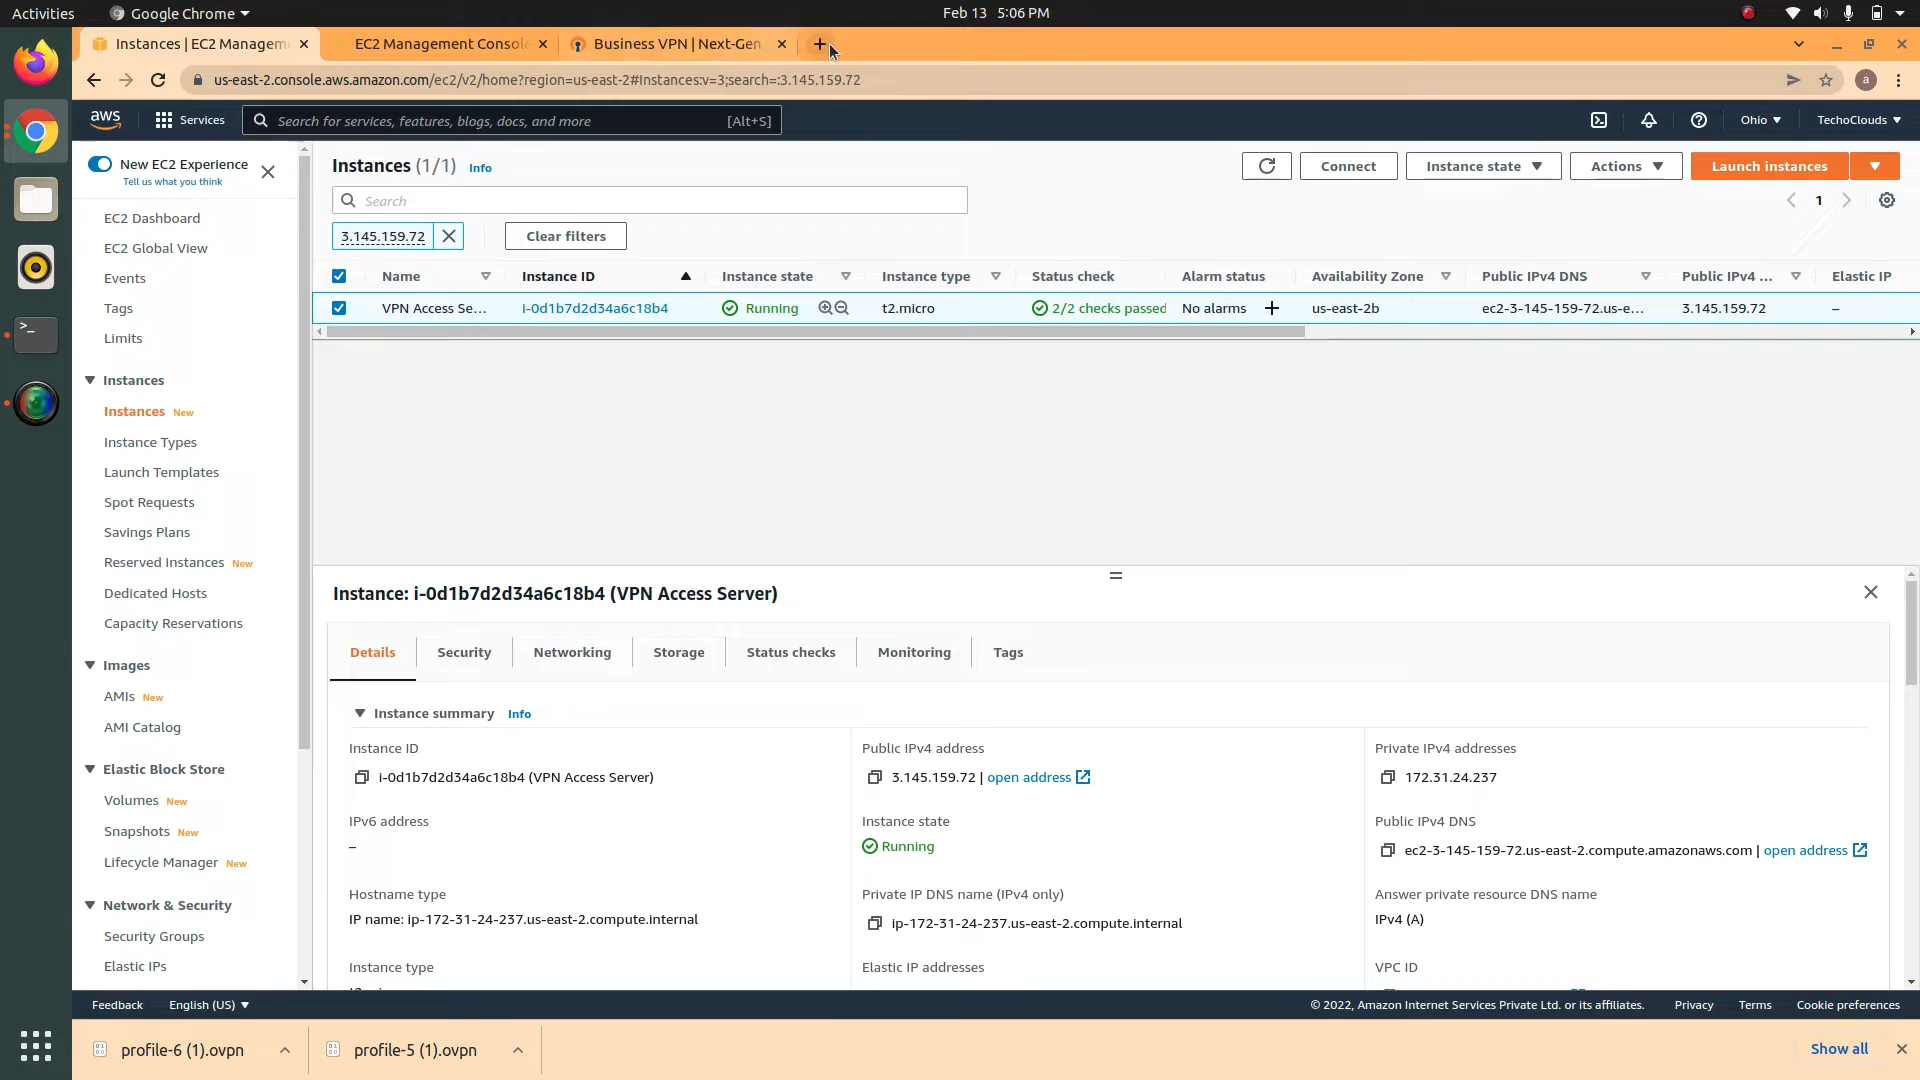 Activities
Google Chrome
Feb 13 5:06 PM
Instances | EC2 Managem
EC2 Management Console
Business VPN | Next-Gen
us-east-2.console.aws.amazon.com/ec2/v2/home?region=us-east-2#Instances:v=3;search=:3.145.159.72
a
aws
Services
Search for services, features, blogs, docs, and more
[Alt+S]
Ohio
TechoClouds
New EC2 Experience
Tell us what you think
EC2 Dashboard
EC2 Global View
Events
Tags
Limits
Instances
Instances New
Instance Types
Launch Templates
Spot Requests
Savings Plans
Reserved Instances New
Dedicated Hosts
Capacity Reservations
Images
AMIs New
AMI Catalog
Elastic Block Store
Volumes New
Snapshots New
Lifecycle Manager New
Network & Security
Security Groups
Elastic IPs
Instances (1/1) Info
Connect
Instance state
Actions
Launch instances
Search
1
3.145.159.72
Clear filters
Name Instance ID Instance state Instance type Status check Alarm status Availability Zone Public IPv4 DNS Public IPv4 ... Elastic IP
VPN Access Se... i-0d1b7d2d34a6c18b4 Running t2.micro 2/2 checks passed No alarms + us-east-2b ec2-3-145-159-72.us-e... 3.145.159.72 –
Instance: i-0d1b7d2d34a6c18b4 (VPN Access Server)
Details Security Networking Storage Status checks Monitoring Tags
Instance summary Info
Instance ID
i-0d1b7d2d34a6c18b4 (VPN Access Server)
Public IPv4 address
3.145.159.72 | open address
Private IPv4 addresses
172.31.24.237
IPv6 address
–
Instance state
Running
Public IPv4 DNS
ec2-3-145-159-72.us-east-2.compute.amazonaws.com | open address
Hostname type
IP name: ip-172-31-24-237.us-east-2.compute.internal
Private IP DNS name (IPv4 only)
ip-172-31-24-237.us-east-2.compute.internal
Answer private resource DNS name
IPv4 (A)
Instance type
Elastic IP addresses
VPC ID
Feedback
English (US)
© 2022, Amazon Internet Services Private Ltd. or its affiliates.
Privacy
Terms
Cookie preferences
profile-6 (1).ovpn
profile-5 (1).ovpn
Show all